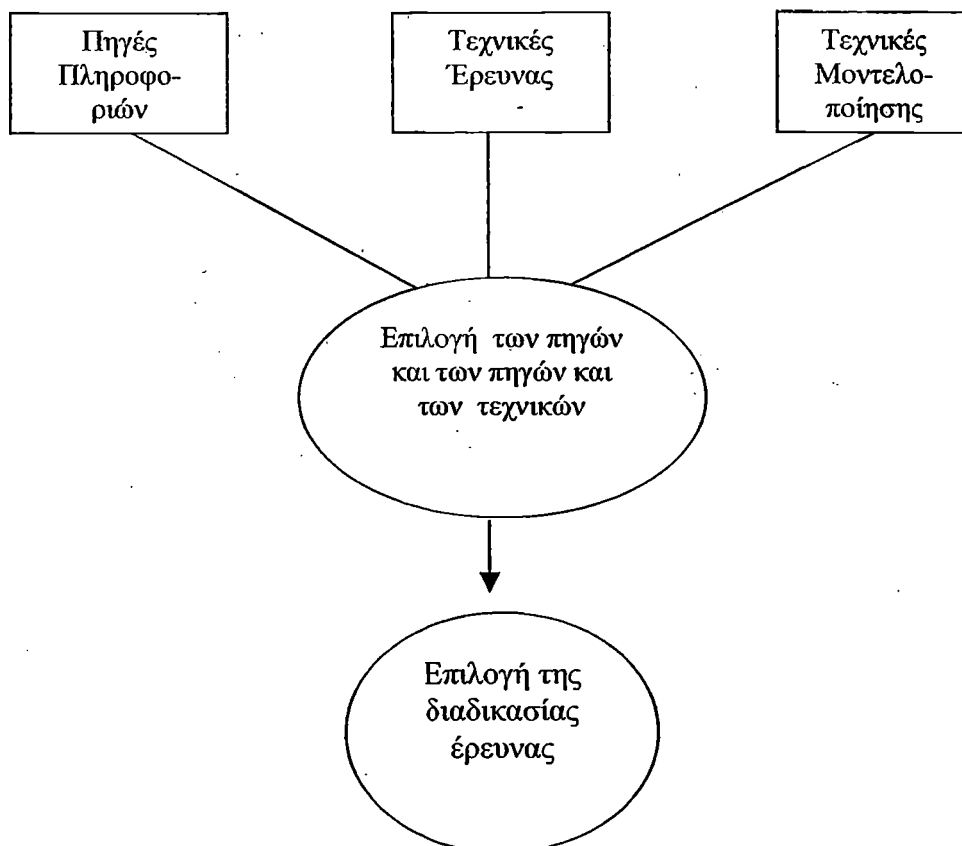 Πηγές
Πληροφο-
ριών
Τεχνικές
Έρευνας
Τεχνικές
Μοντελο-
ποίησης
Επιλογή των πηγών
και των πηγών και
των τεχνικών
Επιλογή της
διαδικασίας
έρευνας